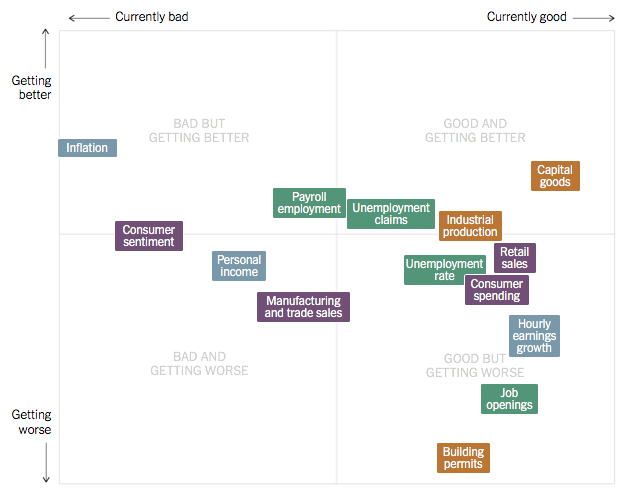 Currently bad
Currently good
Getting
better
BAD BUT
GETTING BETTER
GOOD AND
GETTING BETTER
Inflation
Capital
goods
Payroll
employment
Unemployment
claims
Industrial
production
Consumer
sentiment
Personal
income
Unemployment
rate
Retail
sales
Consumer
spending
Manufacturing
and trade sales
Hourly
earnings
growth
BAD AND
GETTING WORSE
GOOD BUT
GETTING WORSE
Job
openings
Getting
worse
Building
permits